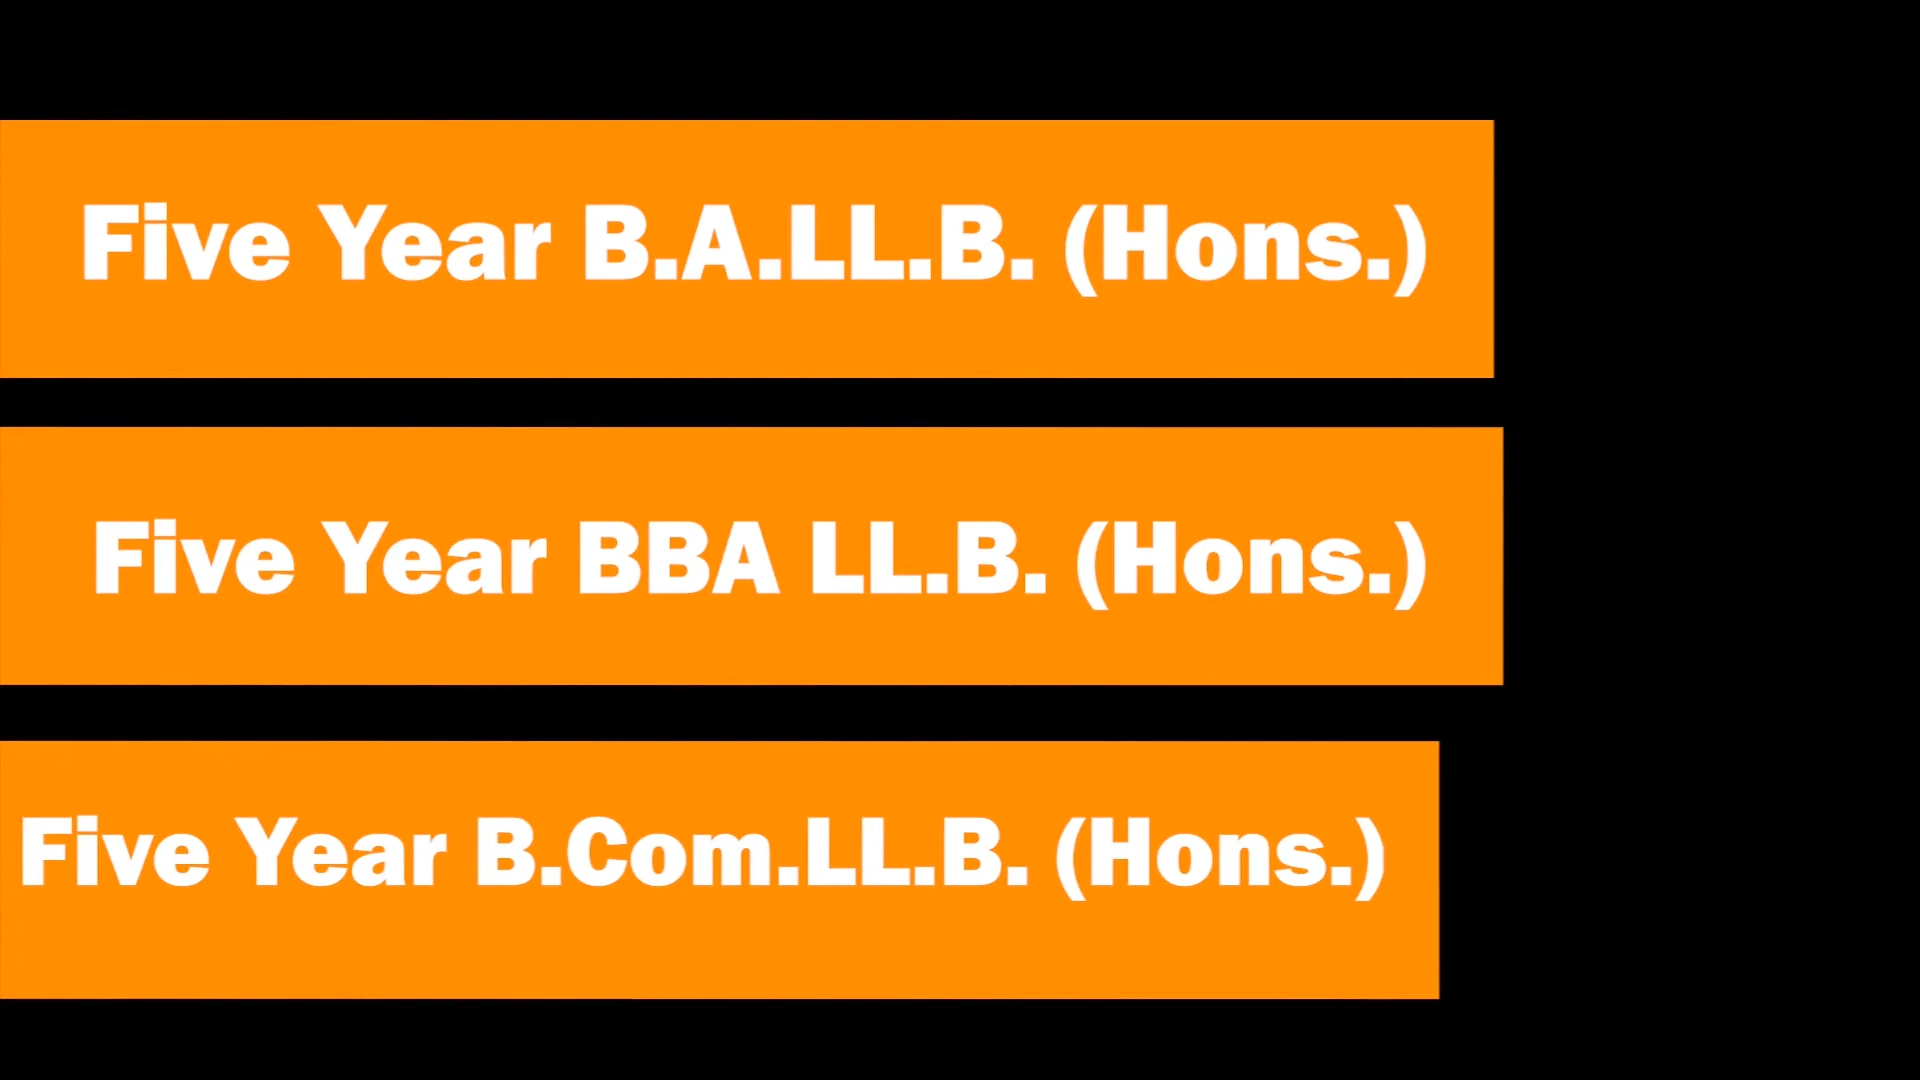 Five Year B.A.LL.B. (Hons.)
Five Year BBA LL.B. (Hons.)
Five Year B.Com.LL.B. (Hons.)